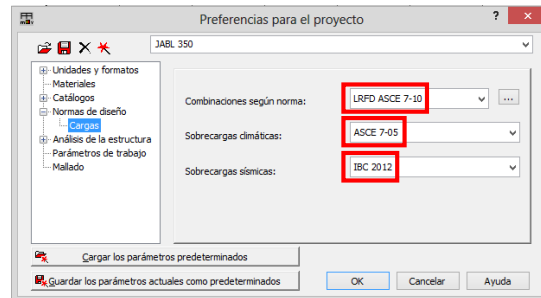 Preferencias para el proyecto
? x
JABL 350
Unidades y formatos
Materiales
Catálogos
Normas de diseño
Cargas
Análisis de la estructura
Parámetros de trabajo
Mallado
Combinaciones según norma:
LRFD ASCE 7-10
...
Sobrecargas climáticas:
ASCE 7-05
Sobrecargas sísmicas:
IBC 2012
Cargar los parámetros predeterminados
Guardar los parámetros actuales como predeterminados
OK
Cancelar
Ayuda